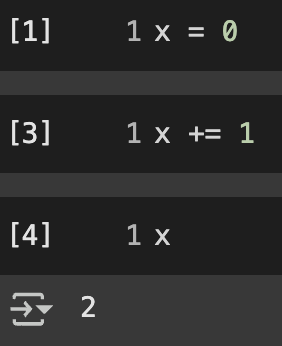 [1] 1 x = 0
[3] 1 x += 1
[4] 1 x
2